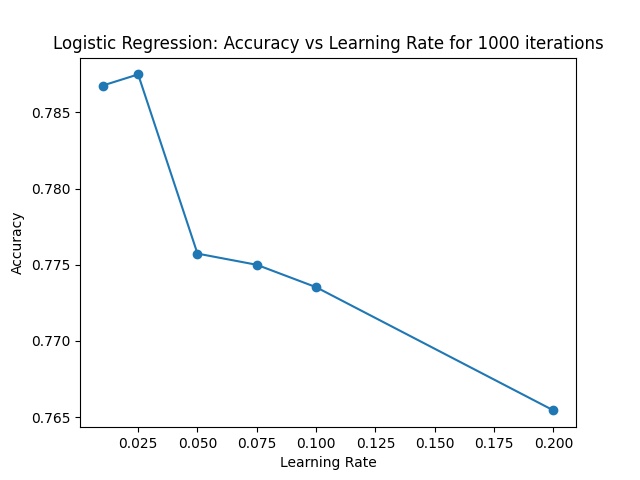 Logistic Regression: Accuracy vs Learning Rate for 1000 iterations
0.785
0.780
0.775
0.770
0.765
Accuracy
0.025 0.050 0.075 0.100 0.125 0.150 0.175 0.200
Learning Rate